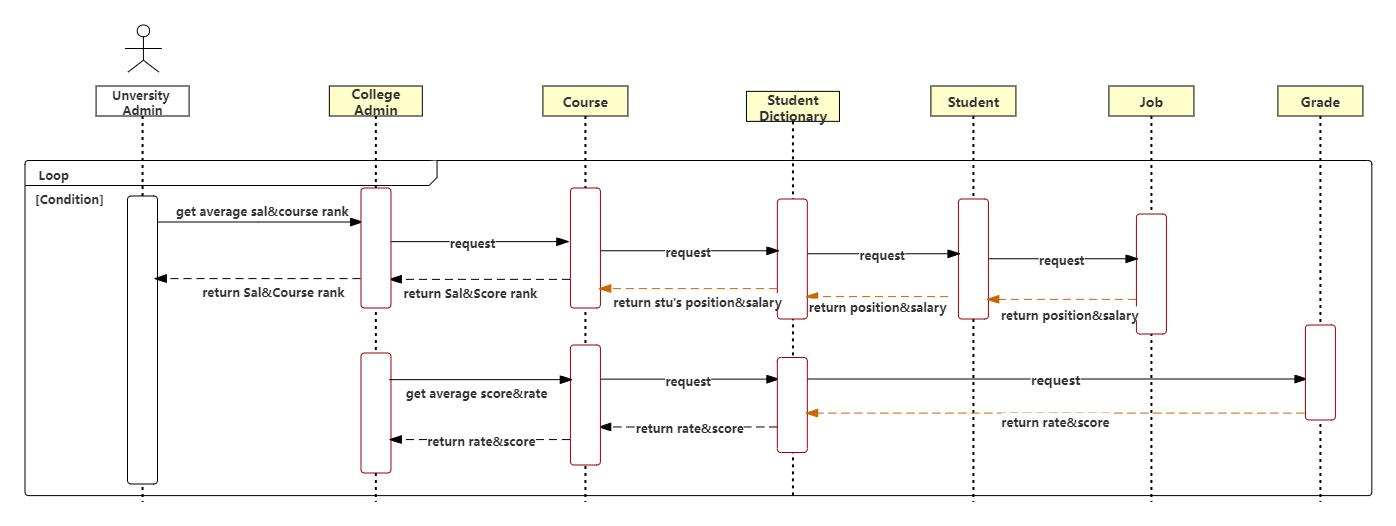 Unversity
Admin
College
Admin
Course
Student
Dictionary
Student
Job
Grade
Loop
[Condition]
get average sal&course rank
request
request
request
request
return Sal&Course rank
return Sal&Score rank
return stu's position&salary
return position&salary
return position&salary
get average score&rate
request
request
return rate&score
return rate&score
return rate&score